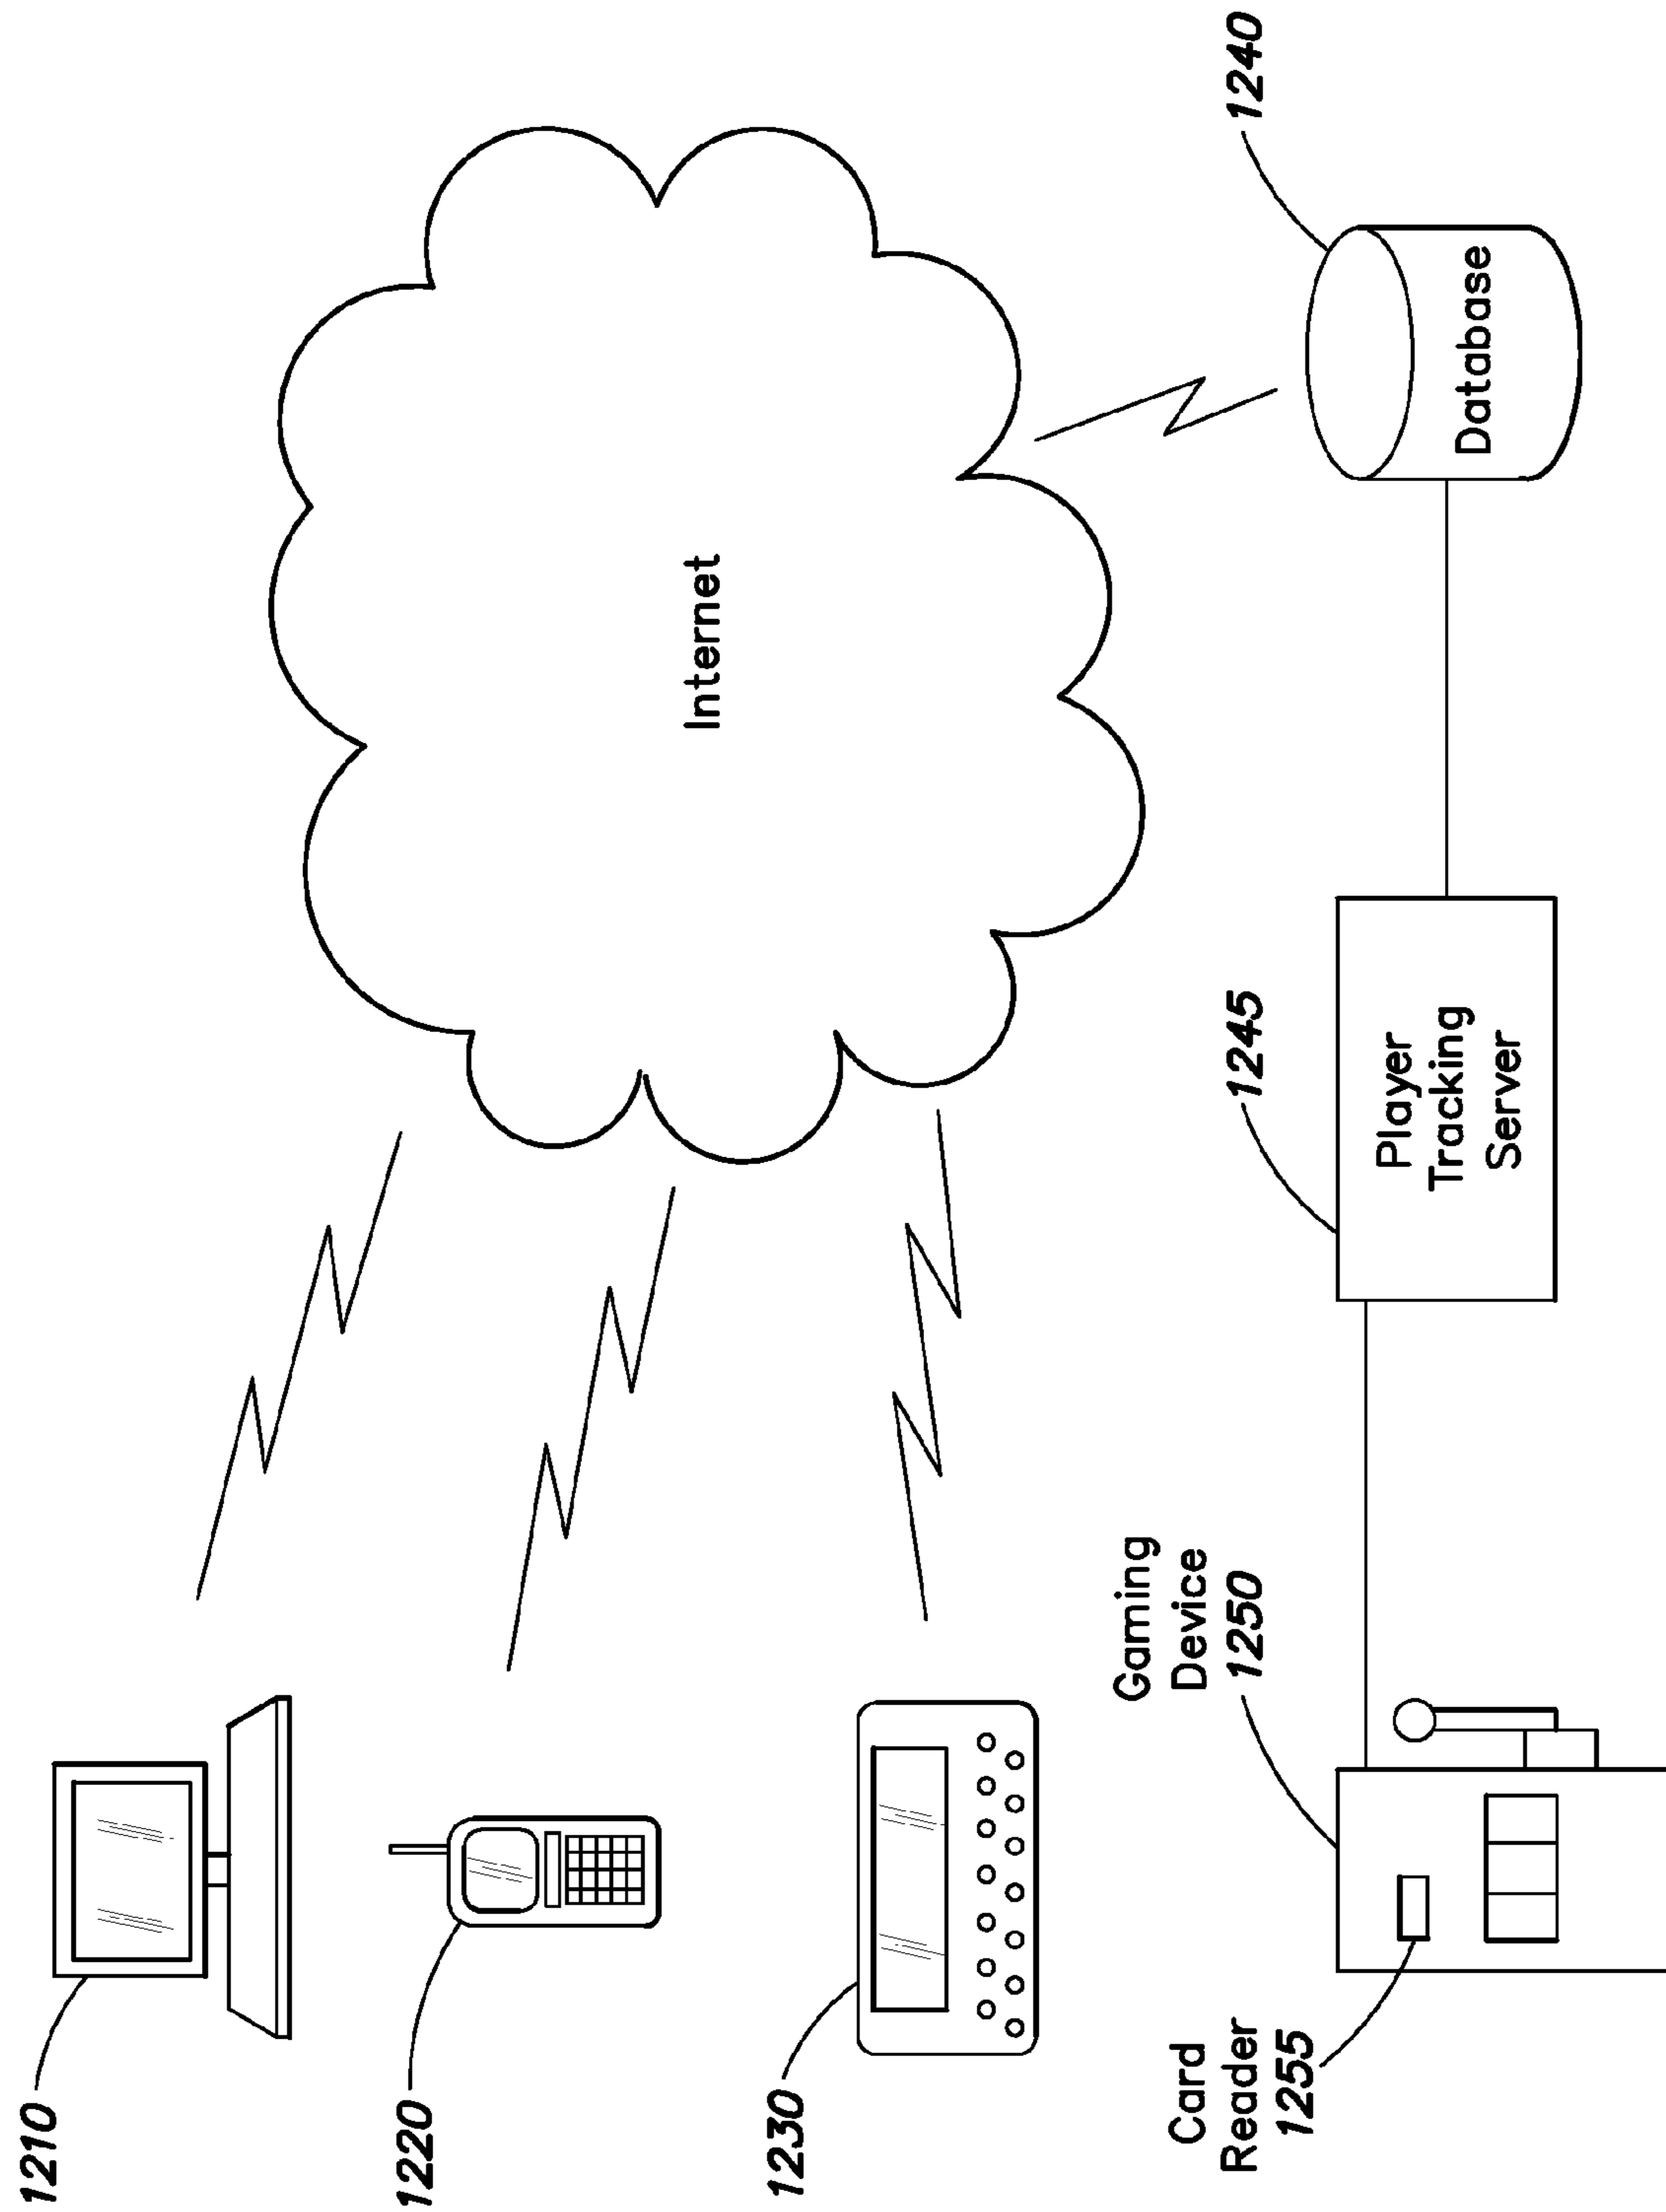 1210
1220
1230
Internet
Card
Reader
1255
Gaming
Device
1250
1245
Player
Tracking
Server
1240
Database